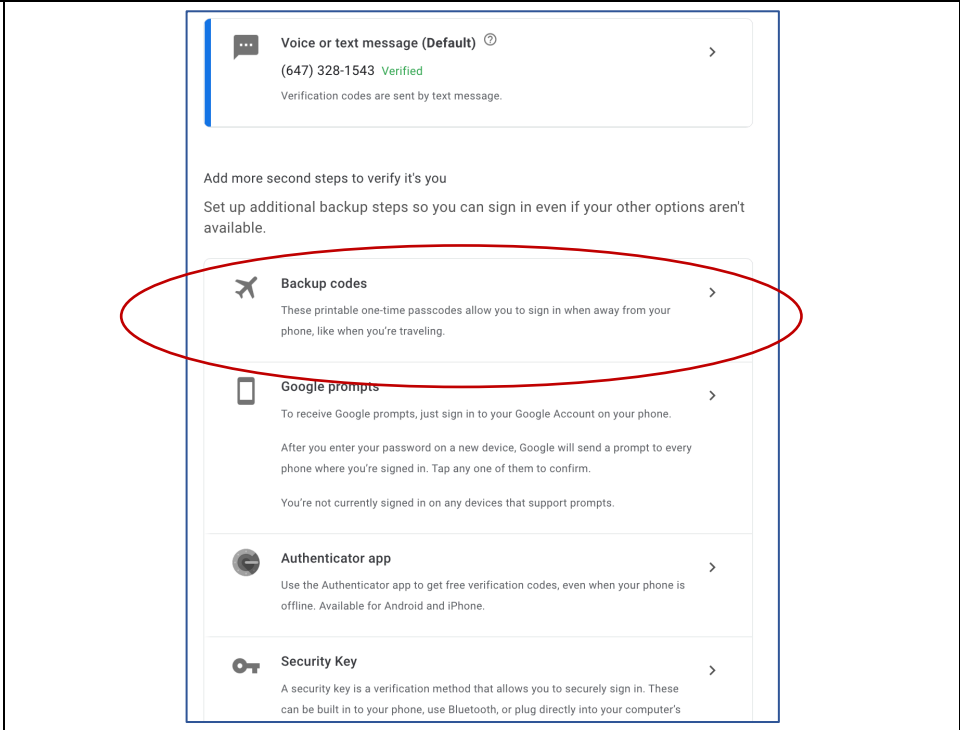 Voice or text message (Default)
(647) 328-1543 Verified
Verification codes are sent by text message.
Add more second steps to verify it's you
Set up additional backup steps so you can sign in even if your other options aren't
available.
Backup codes
These printable one-time passcodes allow you to sign in when away from your
phone, like when you're traveling.
Google prompts
To receive Google prompts, just sign in to your Google Account on your phone.
After you enter your password on a new device, Google will send a prompt to every
phone where you're signed in. Tap any one of them to confirm.
You're not currently signed in on any devices that support prompts.
Authenticator app
Use the Authenticator app to get free verification codes, even when your phone is
offline. Available for Android and iPhone.
Security Key
A security key is a verification method that allows you to securely sign in. These
can be built in to your phone, use Bluetooth, or plug directly into your computer's